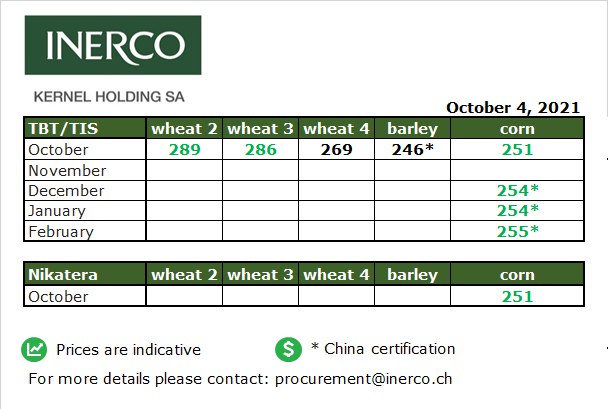 INERCO
KERNEL HOLDING SA
October 4, 2021
TBT/TIS wheat 2 wheat 3 wheat 4 barley corn
October 289 286 269 246* 251
November
December 254*
January 254*
February 255*
Nikatera wheat 2 wheat 3 wheat 4 barley corn
October 251
Prices are indicative $ * China certification
For more details please contact: procurement@inerco.ch